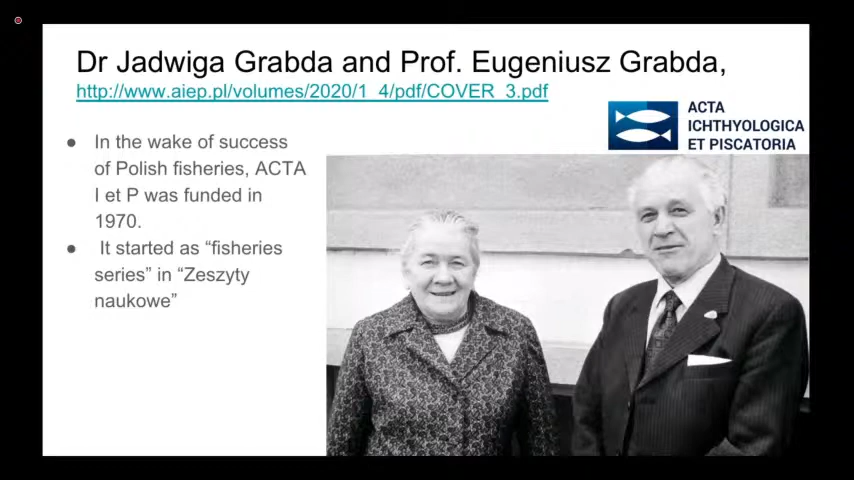 Dr Jadwiga Grabda and Prof. Eugeniusz Grabda,
http://www.aiep.pl/volumes/2020/1_4/pdf/COVER_3.pdf
ACTA
ICHTHYOLOGICA
ET PISCATORIA
● In the wake of success
of Polish fisheries, ACTA
I et P was funded in
1970.
● It started as “fisheries
series” in “Zeszyty
naukowe”